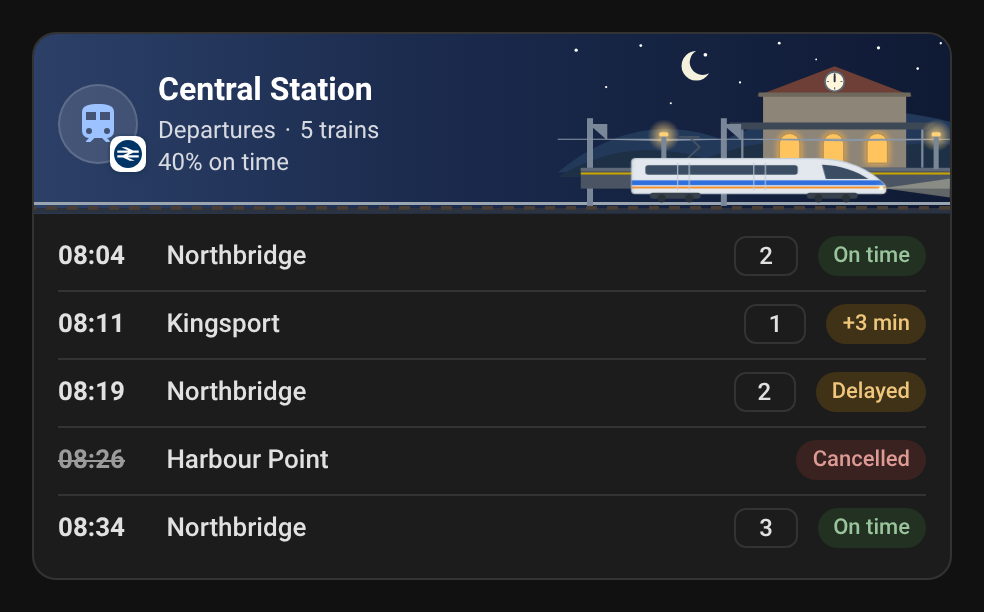 Central Station
Departures · 5 trains
40% on time
08:04 Northbridge 2 On time
08:11 Kingsport 1 +3 min
08:19 Northbridge 2 Delayed
08:26 Harbour Point Cancelled
08:34 Northbridge 3 On time